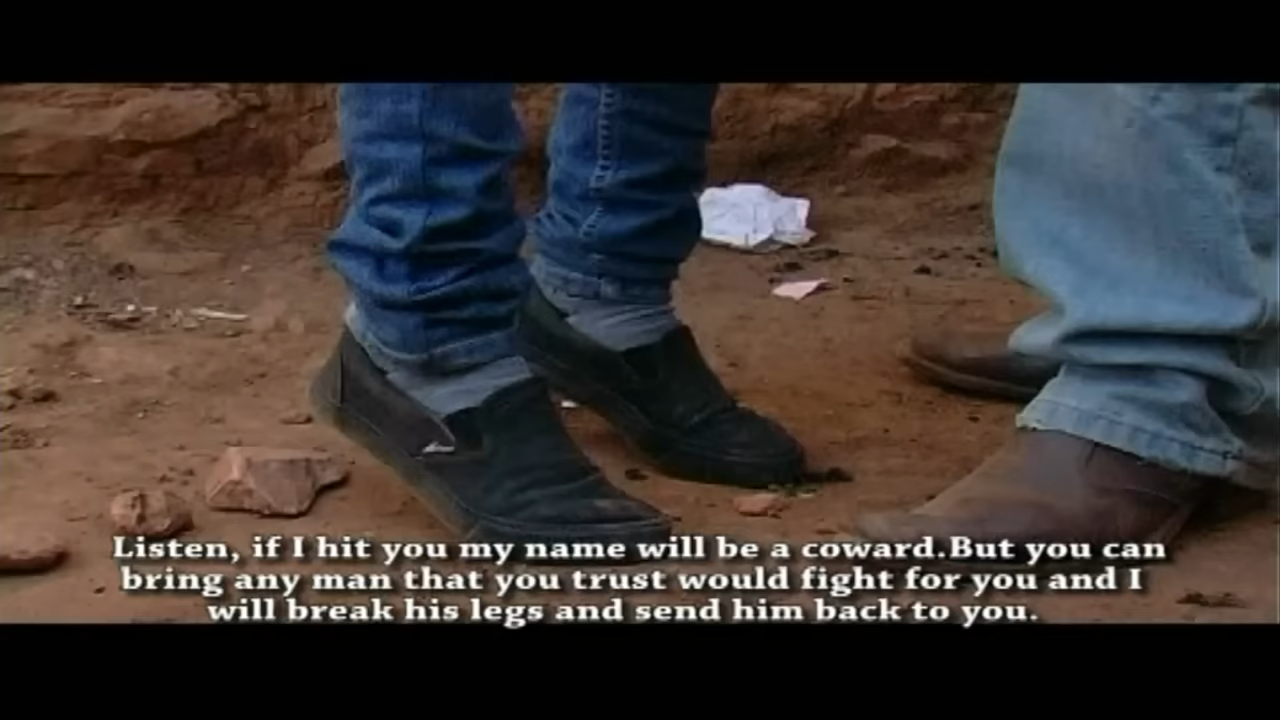 Listen, if I hit you my name will be a coward.But you can
bring any man that you trust would fight for you and I
will break his legs and send him back to you.